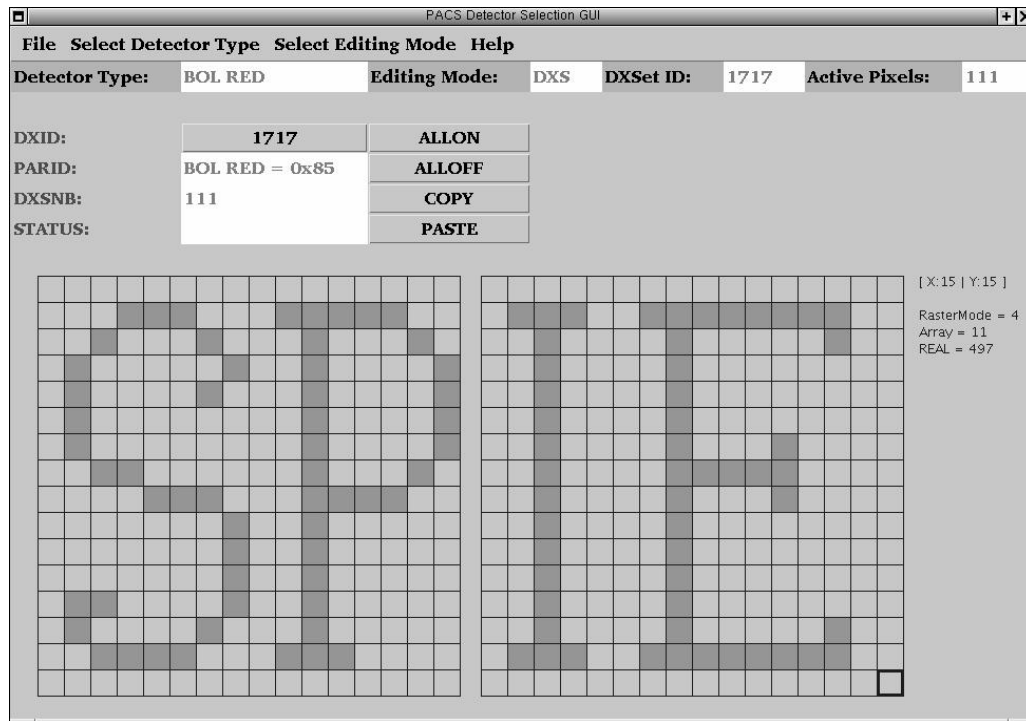 PACS Detector Selection GUI
File Select Detector Type Select Editing Mode Help
Detector Type: BOL RED Editing Mode: DXS DXSet ID: 1717 Active Pixels: 111
DXID: 1717 ALLON
PARID: BOL RED = 0x85 ALLOFF
DXSNB: 111 COPY
STATUS: PASTE
[ X:15 | Y:15 ]
RasterMode = 4
Array = 11
REAL = 497
SPIE